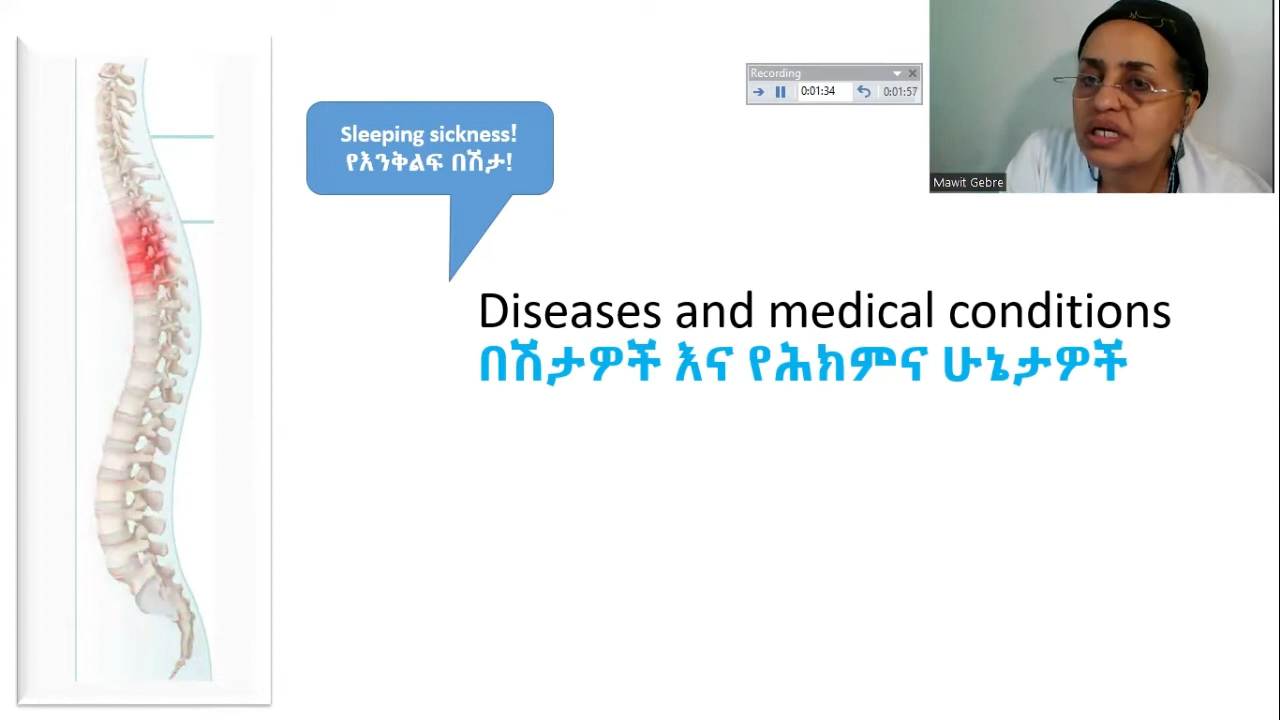 Recording
0:01:34
0:01:57
Sleeping sickness!
የእንቅልፍ በሽታ!
Mawit Gebre
Diseases and medical conditions
በሽታዎች እና የሕክምና ሁኔታዎች